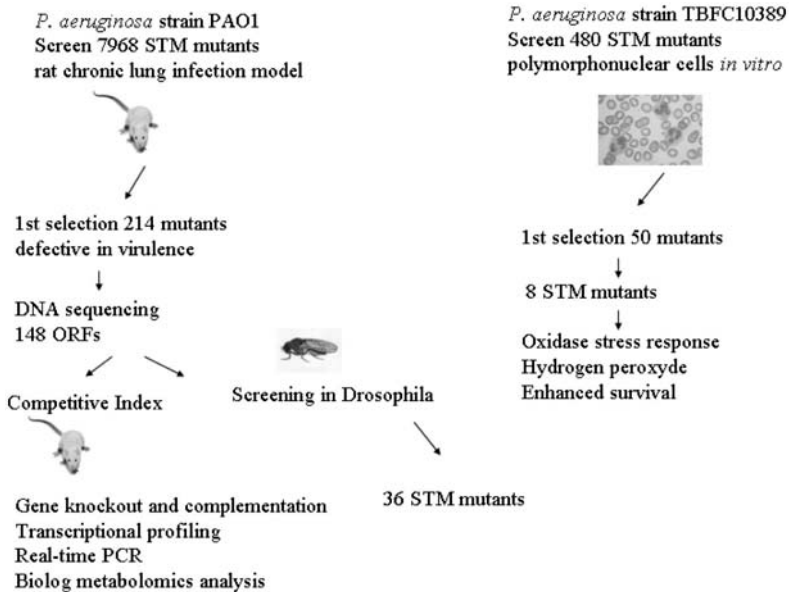 P. aeruginosa strain PAO1
Screen 7968 STM mutants
rat chronic lung infection model
1st selection 214 mutants
defective in virulence
DNA sequencing
148 ORFs
Competitive Index
Screening in Drosophila
Gene knockout and complementation
Transcriptional profiling
Real-time PCR
Biolog metabolomics analysis
36 STM mutants
P. aeruginosa strain TBFC10389
Screen 480 STM mutants
polymorphonuclear cells in vitro
1st selection 50 mutants
8 STM mutants
Oxidase stress response
Hydrogen peroxyde
Enhanced survival